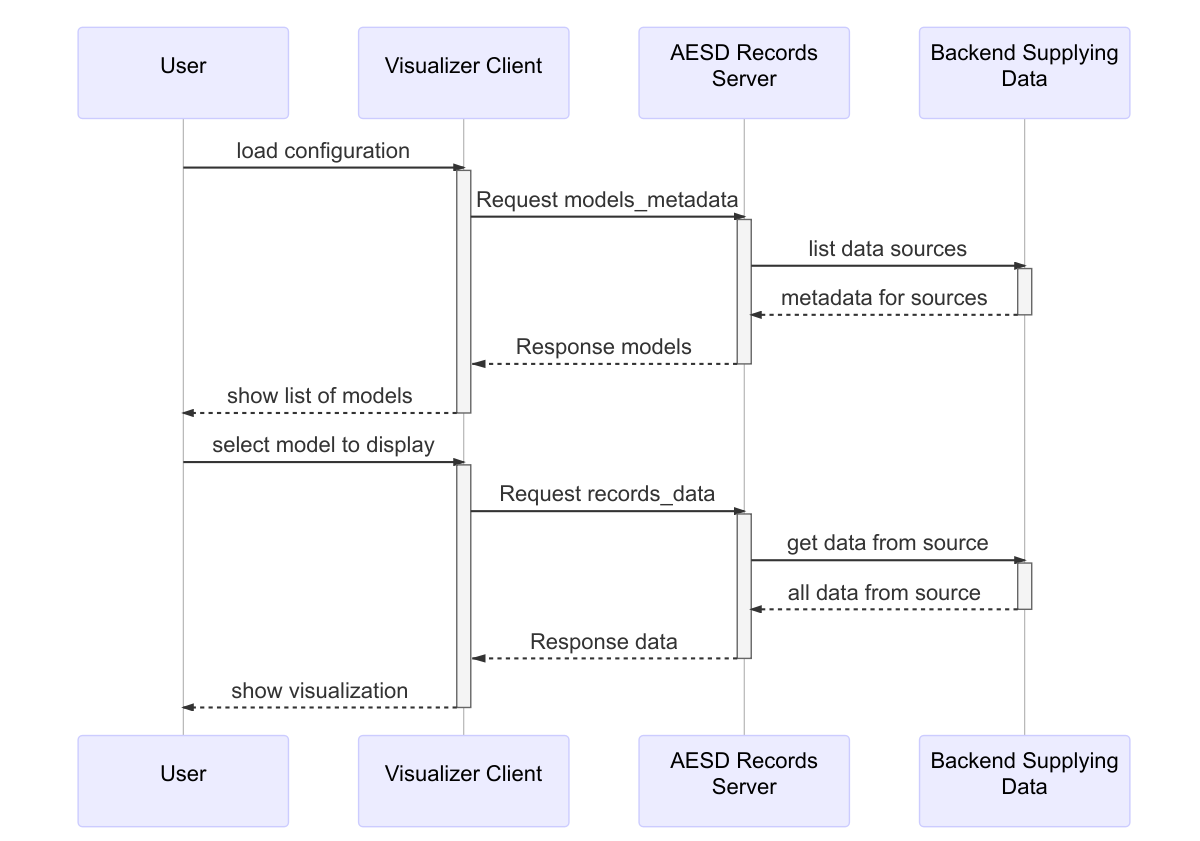 User
Visualizer Client
AESD Records
Server
Backend Supplying
Data
load configuration
Request models_metadata
list data sources
metadata for sources
Response models
show list of models
select model to display
Request records_data
get data from source
all data from source
Response data
show visualization
User
Visualizer Client
AESD Records
Server
Backend Supplying
Data